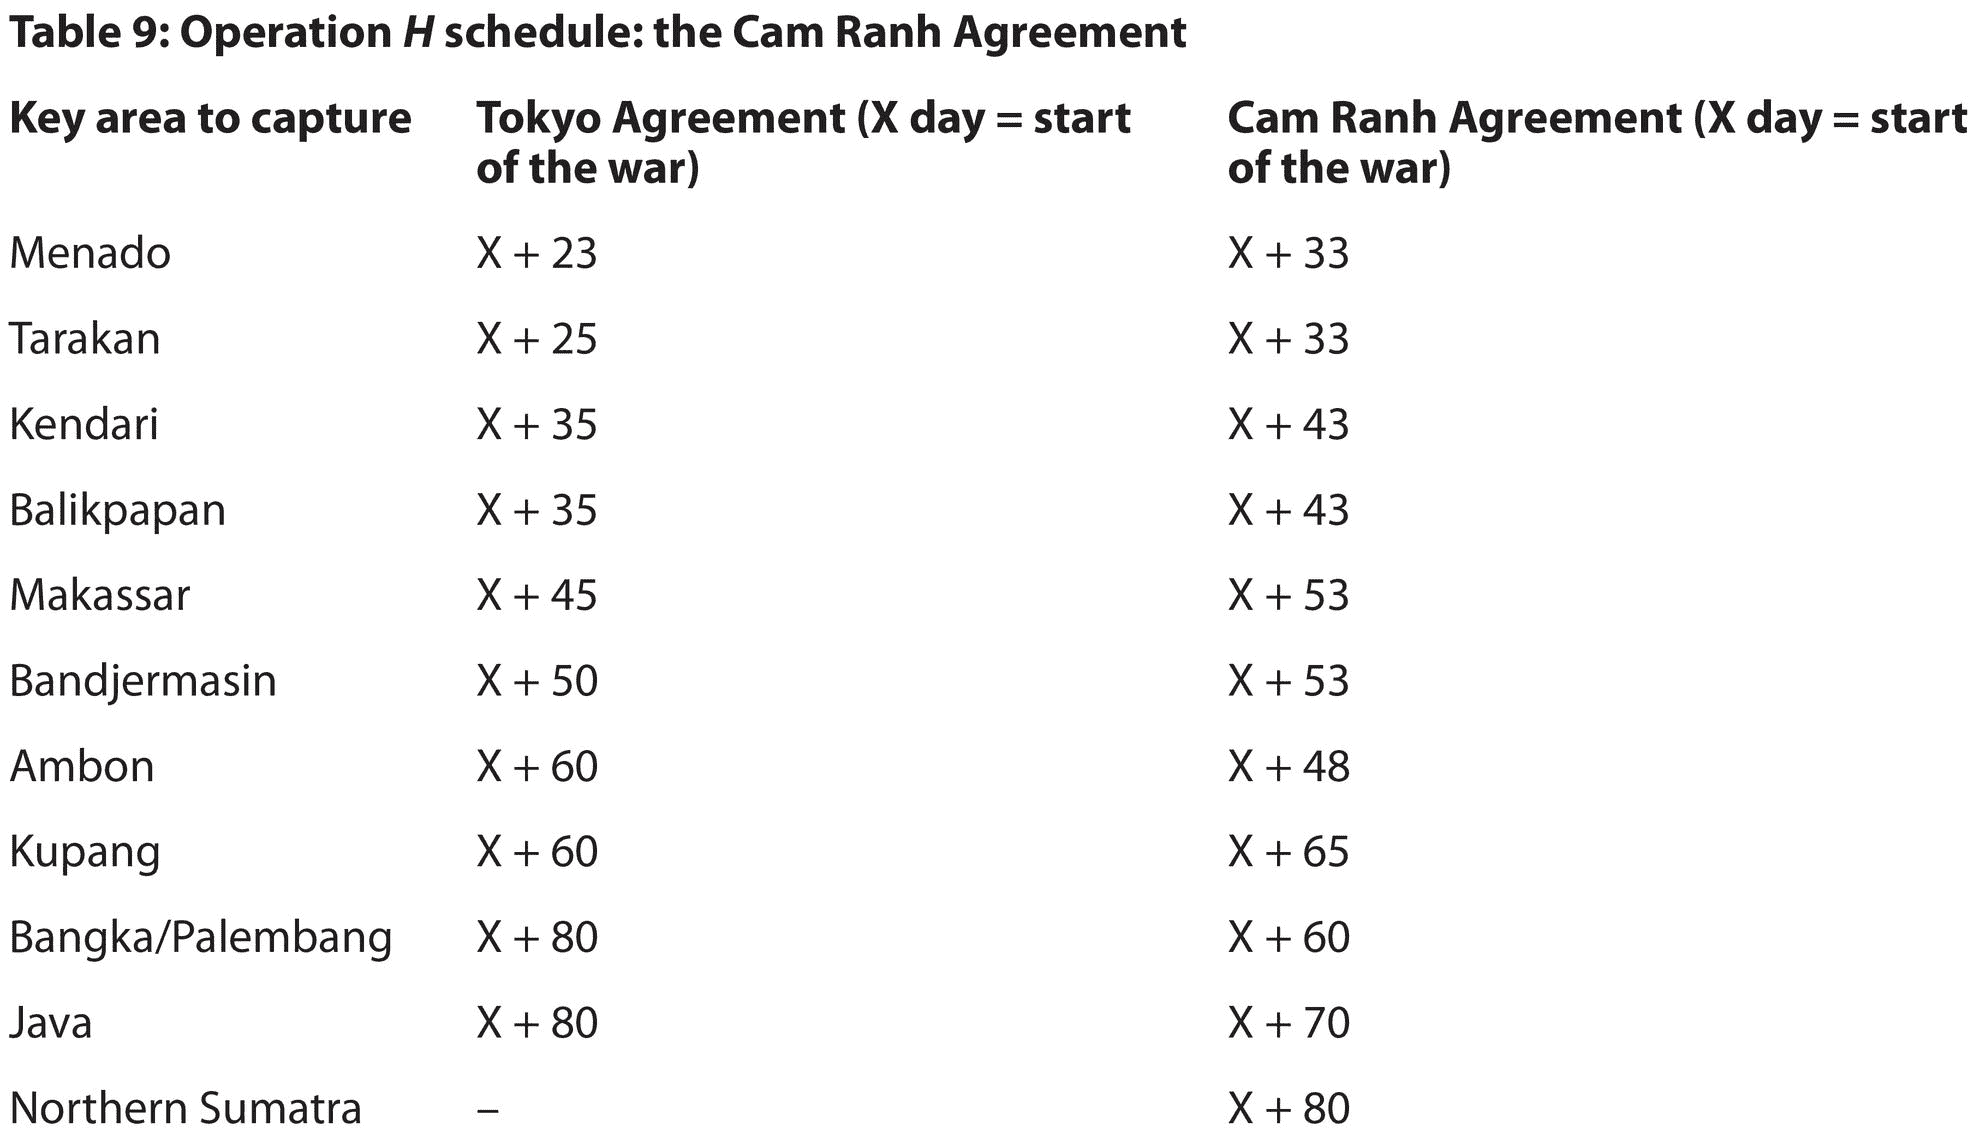 Table 9: Operation H schedule: the Cam Ranh Agreement
Key area to capture Tokyo Agreement (X day = start of the war) Cam Ranh Agreement (X day = start of the war)
Menado X + 23 X + 33
Tarakan X + 25 X + 33
Kendari X + 35 X + 43
Balikpapan X + 35 X + 43
Makassar X + 45 X + 53
Bandjermasin X + 50 X + 53
Ambon X + 60 X + 48
Kupang X + 60 X + 65
Bangka/Palembang X + 80 X + 60
Java X + 80 X + 70
Northern Sumatra – X + 80